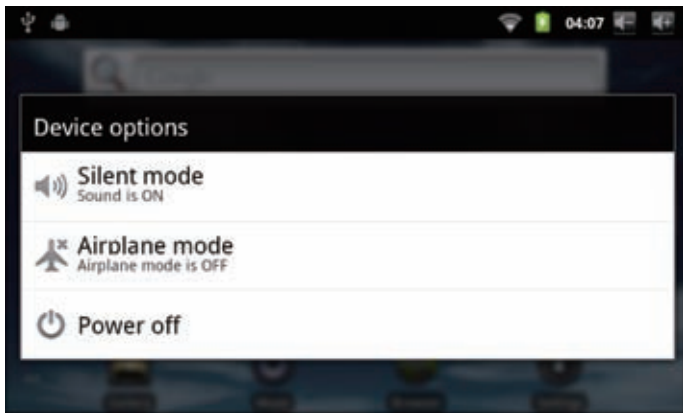 04:07
Device options
Silent mode
Sound is ON
Airplane mode
Airplane mode is OFF
Power off